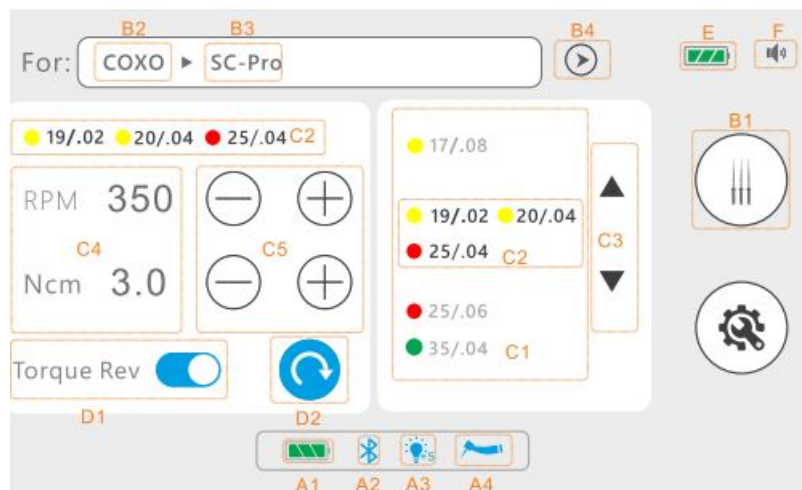 B2 B3 B4 E F
For: COXO ▸ SC-Pro
B1
19/.02 20/.04 25/.04 C2
RPM 350
C4 C5
Ncm 3.0
Torque Rev
D1 D2
17/.08
19/.02 20/.04
25/.04 C2
C3
25/.06
35/.04 C1
5
A1 A2 A3 A4